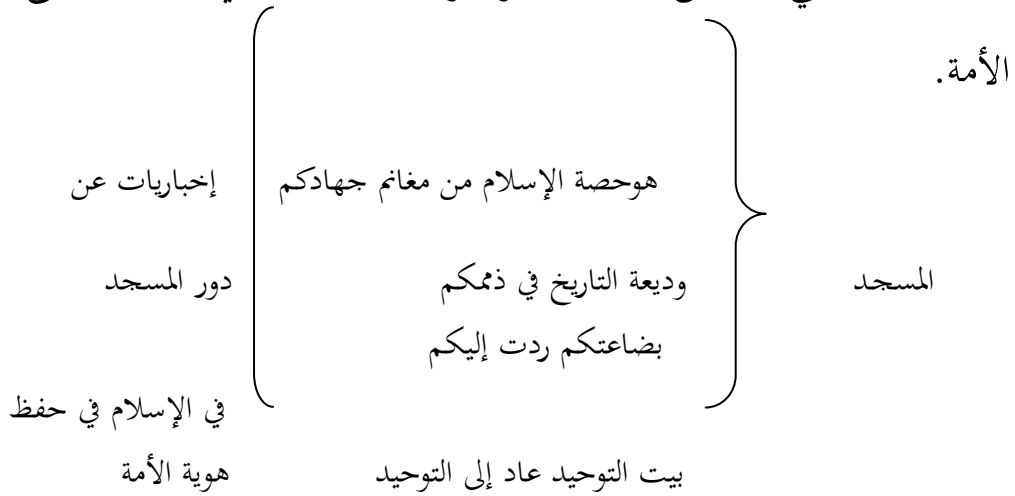 الأمة.
هوحصة الإسلام من مغانم جهادكم
إخباريات عن
المسجد
وديعة التاريخ في ذممكم
دور المسجد
بضاعتكم ردت إليكم
في الإسلام في حفظ
بيت التوحيد عاد إلى التوحيد
هوية الأمة